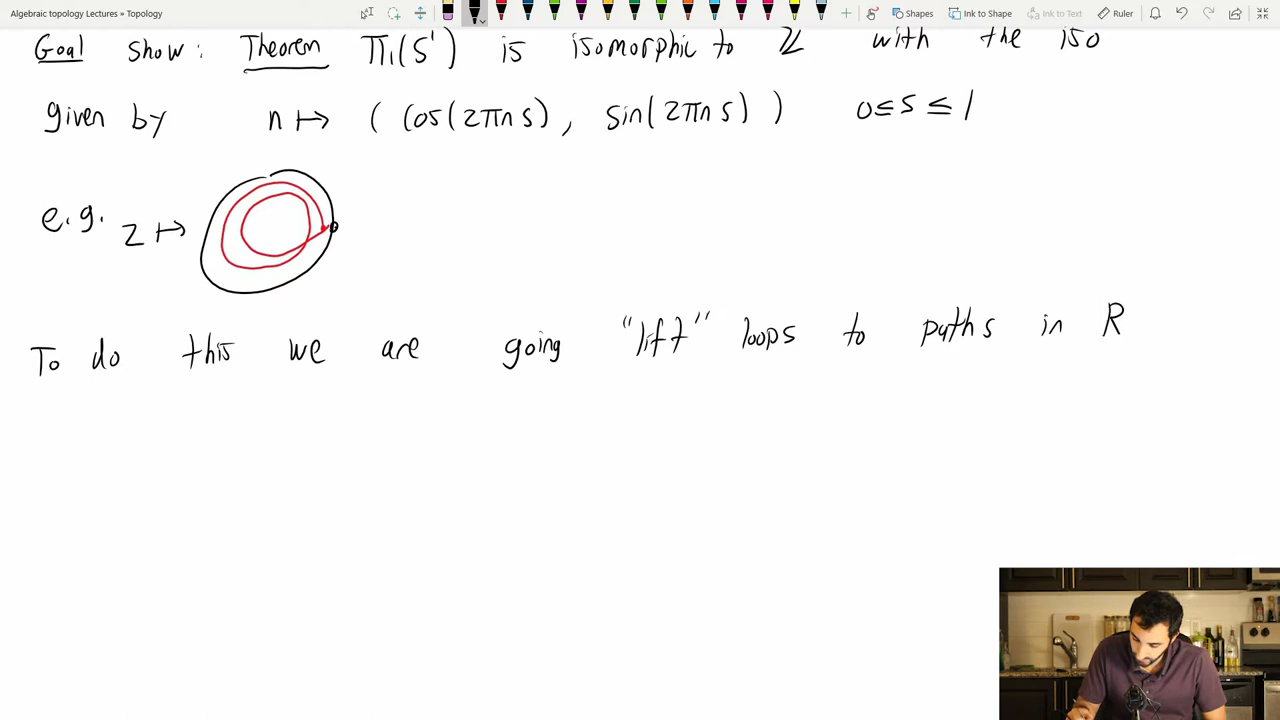 Algebraic topology Lectures » Topology
Shapes Ink to Shape Ink to Text Ruler
Goal show: Theorem Π1(S¹) is isomorphic to ℤ with the iso
given by n ↦ ( cos(2πn s), sin(2πn s) ) 0≤s≤1
e.g. 2 ↦
To do this we are going "lift" loops to paths in R